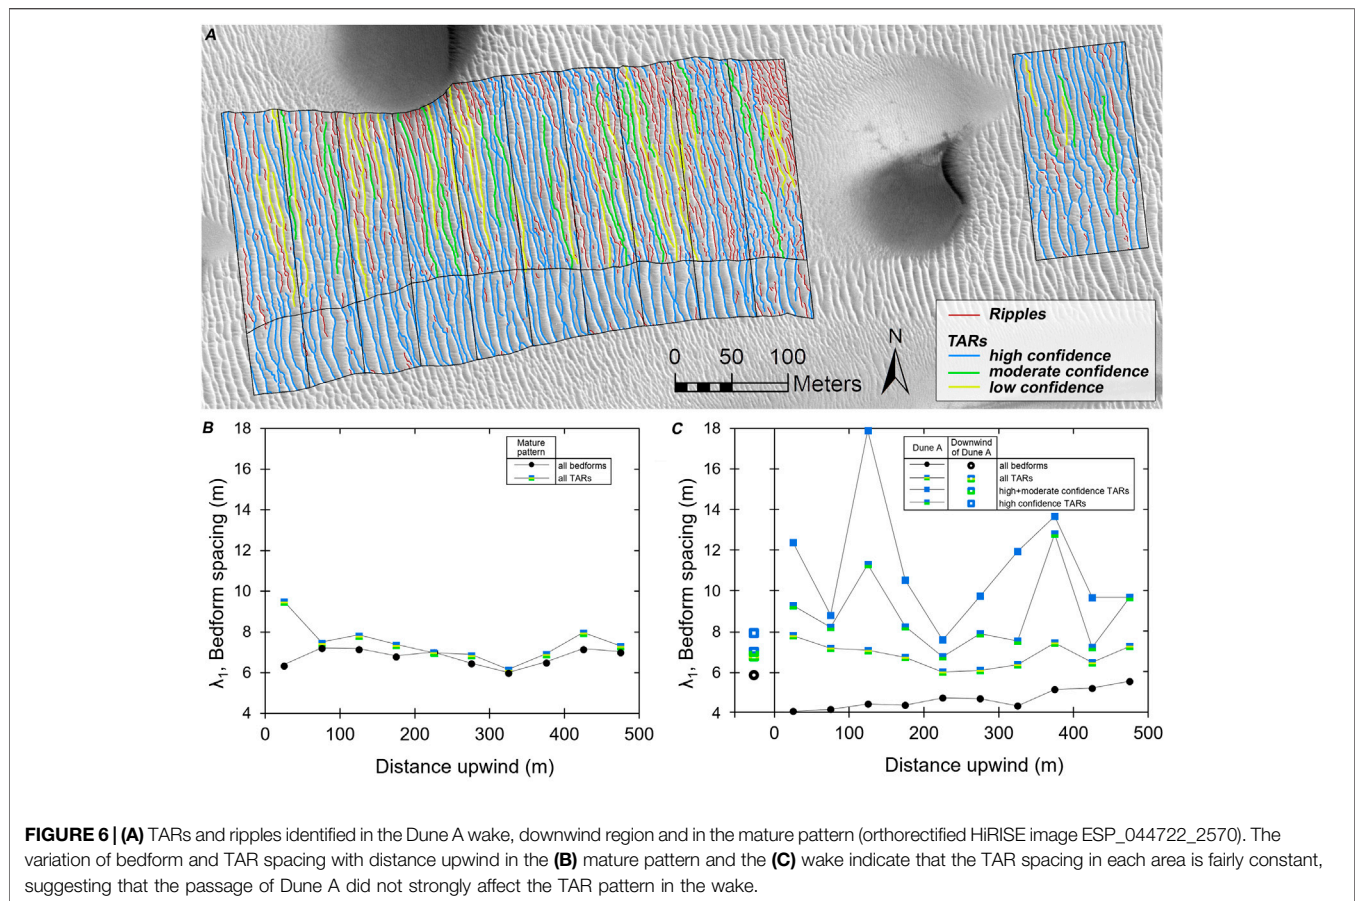 A
N
0 50 100
Meters
Ripples
TARs
high confidence
moderate confidence
low confidence
B
18
16
14
12
10
8
6
4
λ1, Bedform spacing (m)
Mature
pattern
all bedforms
all TARs
0 100 200 300 400 500
Distance upwind (m)
C
18
16
14
12
10
8
6
4
λ1, Bedform spacing (m)
Dune A
Downwind
of Dune A
all bedforms
all TARs
high+moderate confidence TARs
high confidence TARs
0 100 200 300 400 500
Distance upwind (m)
FIGURE 6 | (A) TARs and ripples identified in the Dune A wake, downwind region and in the mature pattern (orthorectified HiRISE image ESP_044722_2570). The
variation of bedform and TAR spacing with distance upwind in the (B) mature pattern and the (C) wake indicate that the TAR spacing in each area is fairly constant,
suggesting that the passage of Dune A did not strongly affect the TAR pattern in the wake.